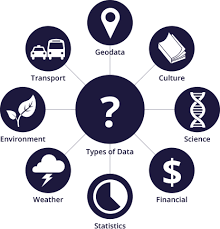 Geodata
Transport
Culture
?
Environment
Science
Types of Data
Weather
$
Financial
Statistics